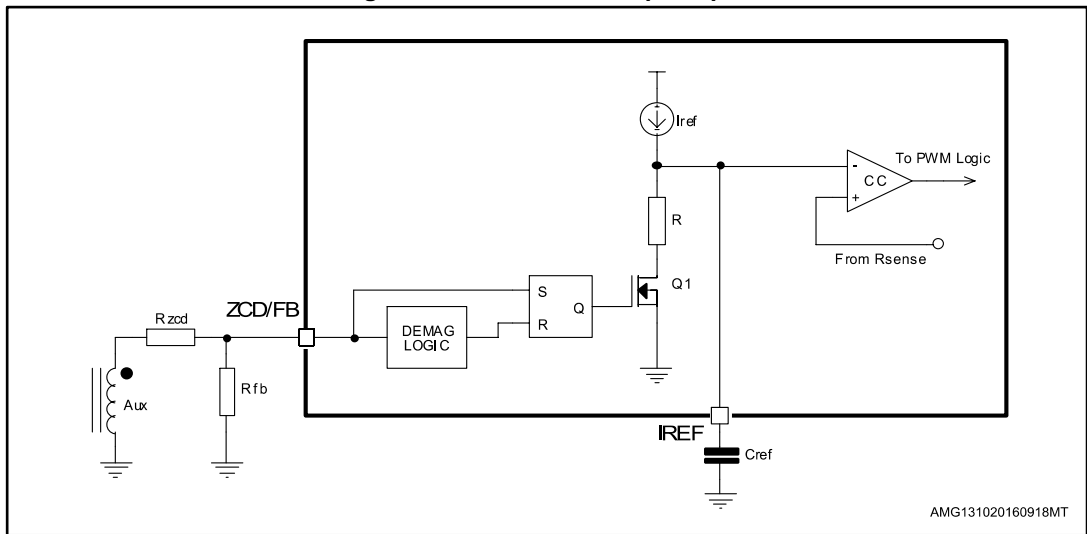 Iref
To PWM Logic
-
CC
+
R
From Rsense
Q1
S
Q
R
ZCD/FB
Rzcd
DEMAG
LOGIC
Rfb
Aux
IREF
Cref
AMG131020160918MT